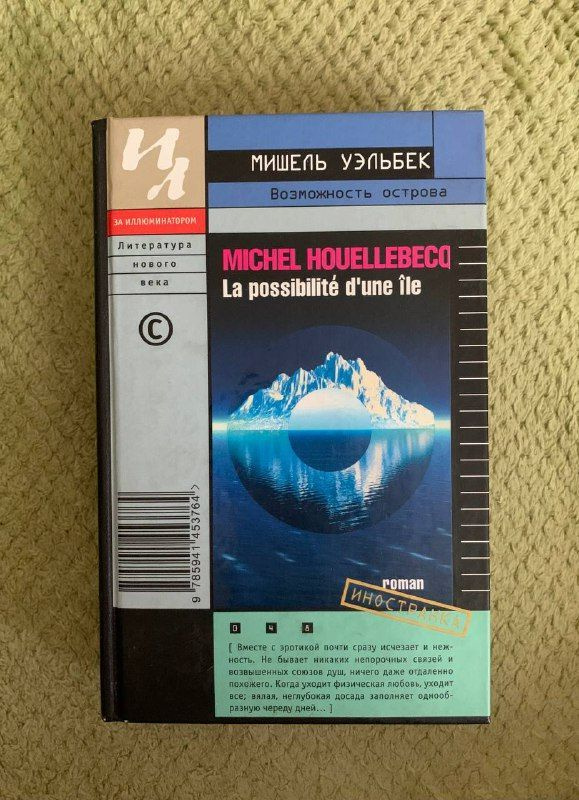 ИЛ
МИШЕЛЬ УЭЛЬБЕК
Возможность острова
ЗА ИЛЛЮМИНАТОРОМ
Литература
нового
века
©
MICHEL HOUELLEBECQ
La possibilité d'une île
9 785941 453764 >
roman
ИНОСТРАНКА
0 4 8
[ Вместе с эротикой почти сразу исчезает и неж-
ность. Не бывает никаких непорочных связей и
возвышенных союзов душ, ничего даже отдаленно
похожего. Когда уходит физическая любовь, уходит
все; вялая, неглубокая досада заполняет однооб-
разную череду дней... ]